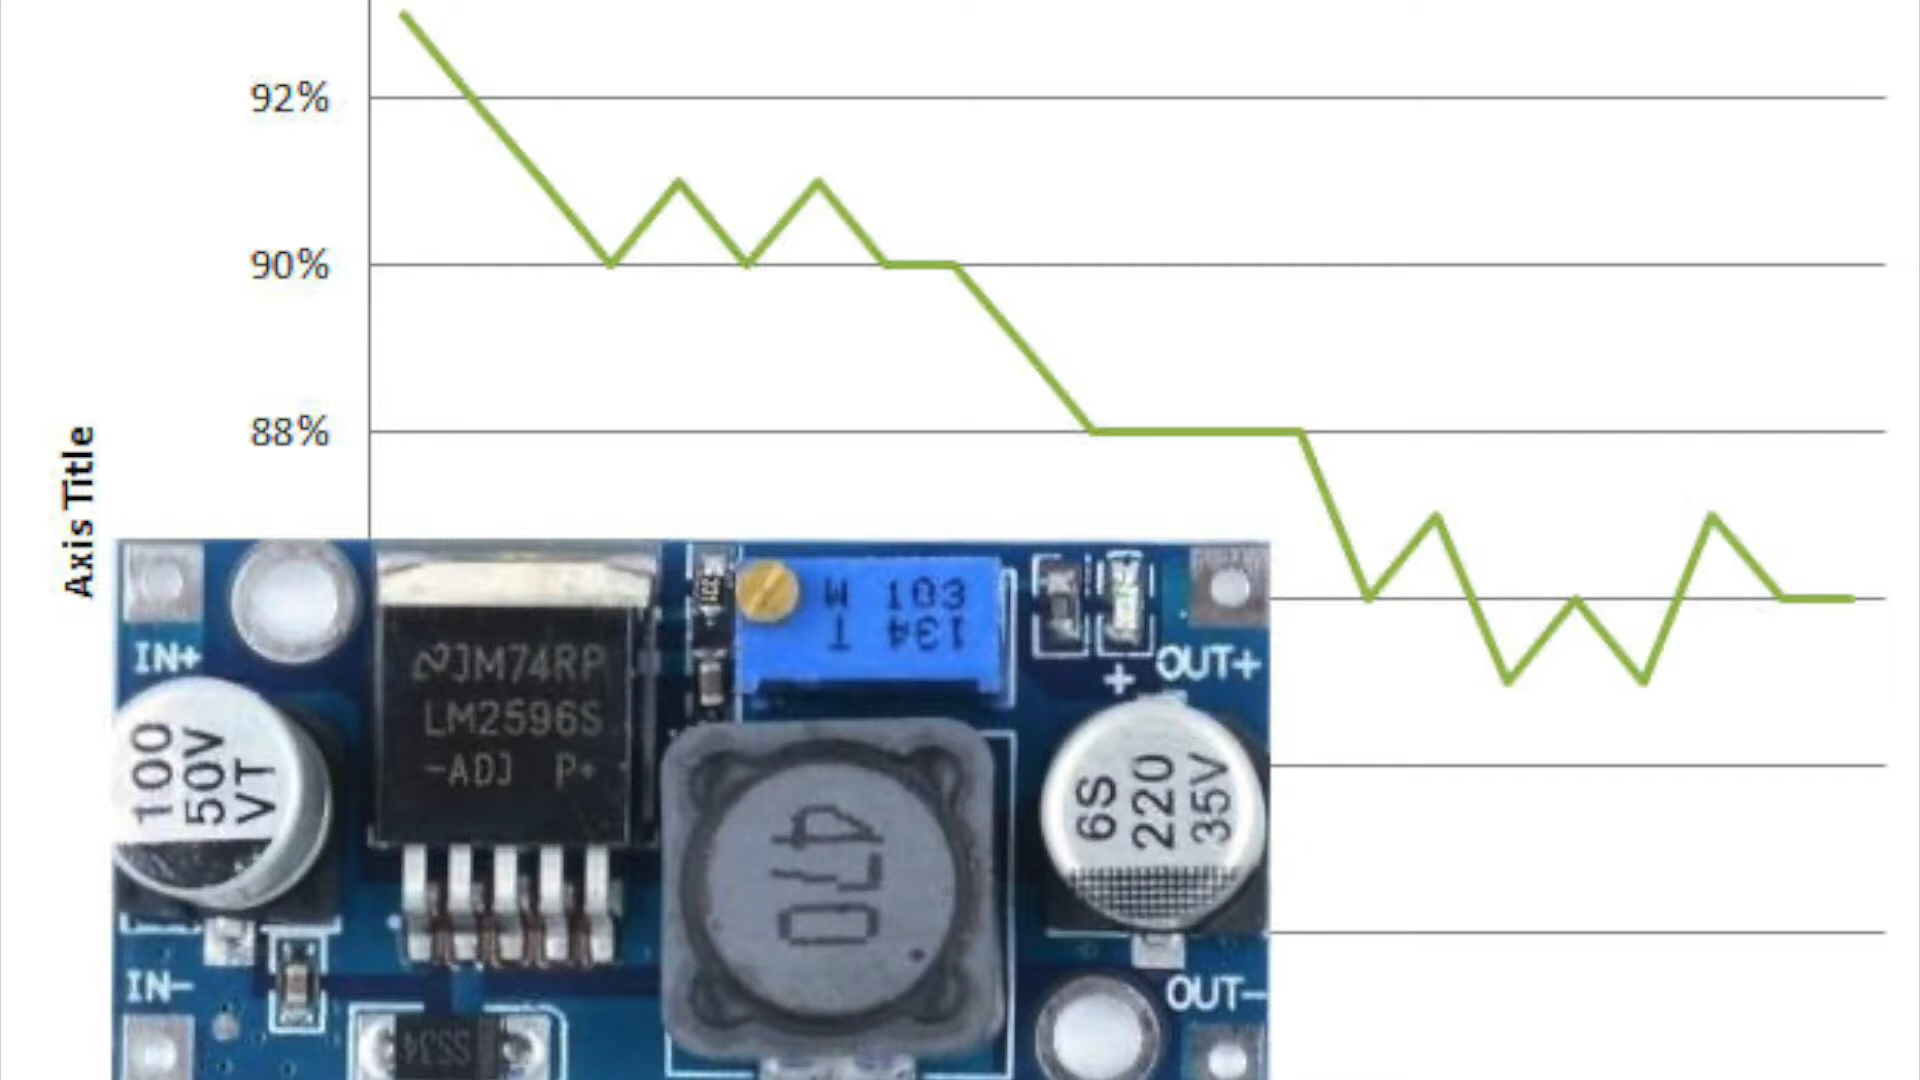 92%
90%
88%
Axis Title
IN+
JM74RP
LM2596S
-ADJ P+
M 103
T 134
+
OUT+
100
50V
VT
6S
220
35V
470
IN-
OUT-
SS34